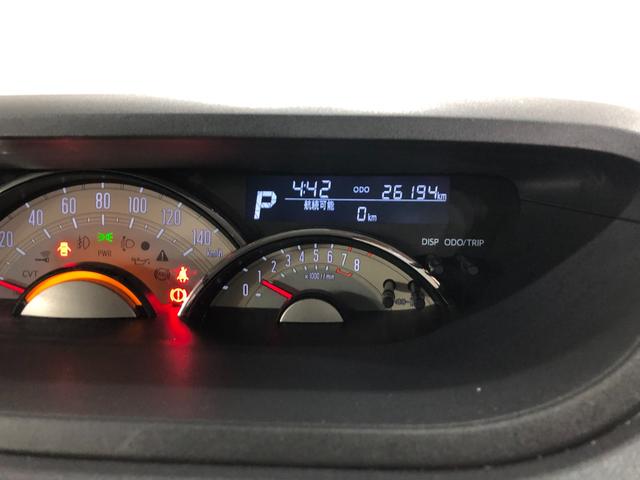 P 4:42 ODO 26194km
航続可能
0km
DISP ODO/TRIP
20 40 60 80 100 120 140 km/h
PWR
CVT
0 1 2 3 4 5 6 7 8
×1000r/min